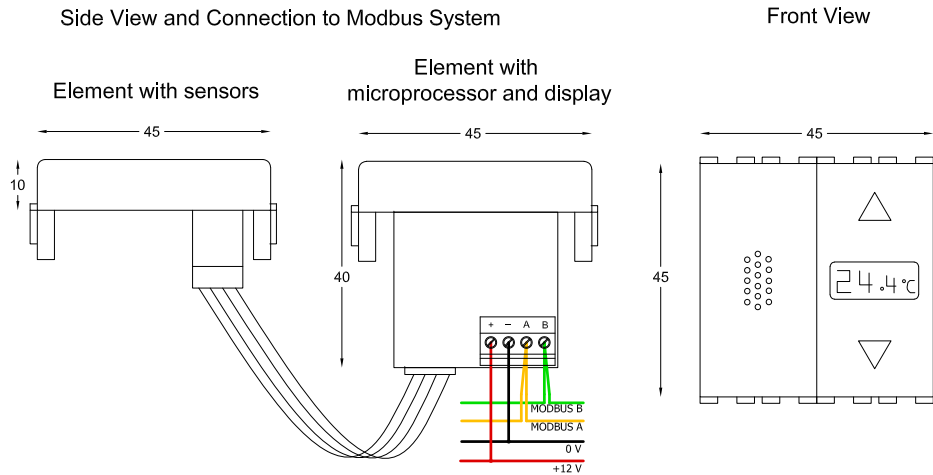 Side View and Connection to Modbus System
Front View
Element with sensors
Element with
microprocessor and display
45
45
45
10
40
45
24.4°C
+ − A B
MODBUS B
MODBUS A
0 V
+12 V